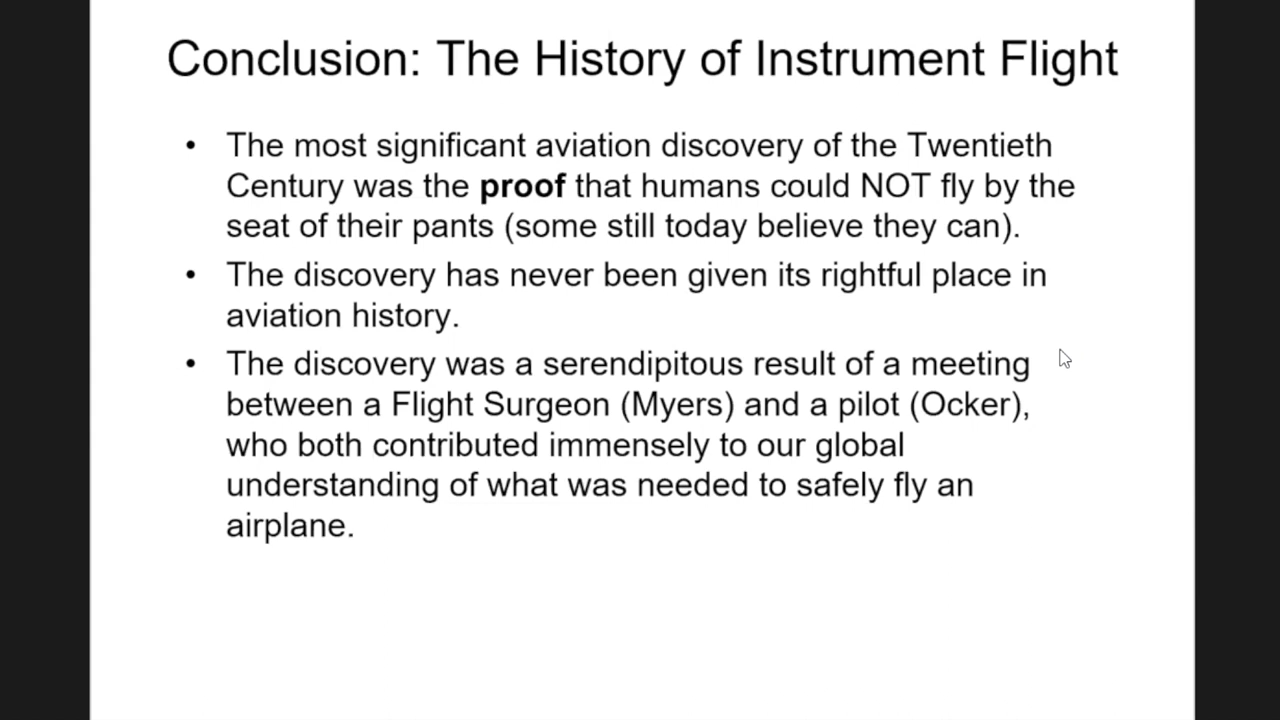 Conclusion: The History of Instrument Flight
• The most significant aviation discovery of the Twentieth
Century was the proof that humans could NOT fly by the
seat of their pants (some still today believe they can).
• The discovery has never been given its rightful place in
aviation history.
• The discovery was a serendipitous result of a meeting
between a Flight Surgeon (Myers) and a pilot (Ocker),
who both contributed immensely to our global
understanding of what was needed to safely fly an
airplane.